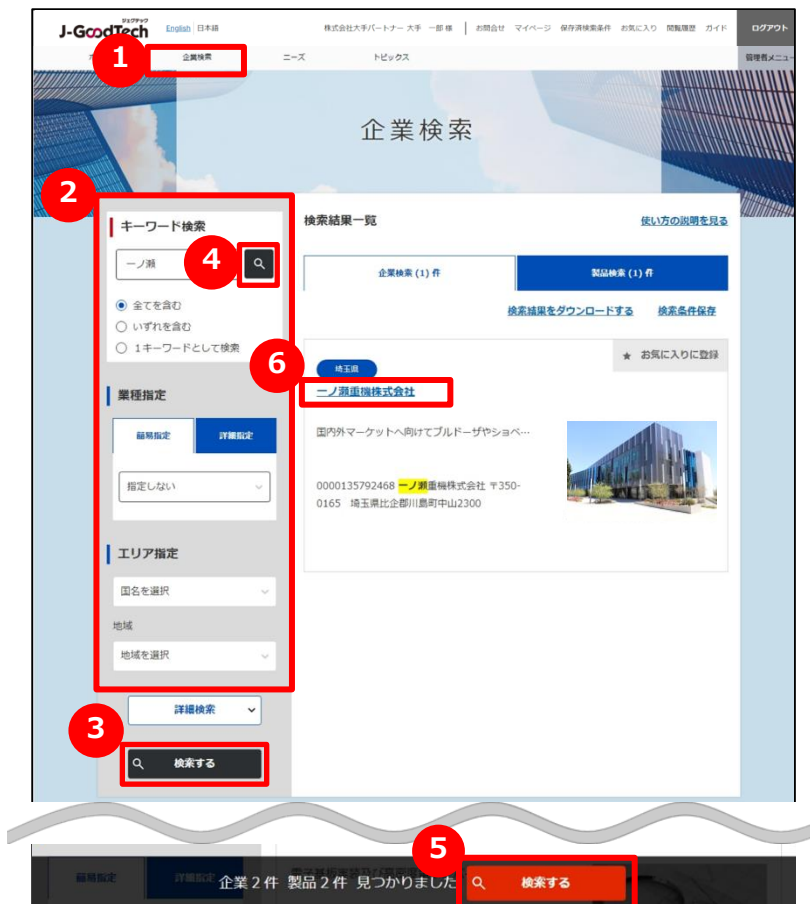 ジェグテック
J-GoodTech English 日本語 株式会社大手パートナー 大手 一郎 様 お問合せ マイページ 保存済検索条件 お気に入り 閲覧履歴 ガイド ログアウト
1 企業検索 ニーズ トピックス 管理者メニュー
企業検索
2
キーワード検索
一ノ瀬
4
全てを含む
いずれを含む
1キーワードとして検索
業種指定
簡易指定 詳細指定
指定しない
エリア指定
国名を選択
地域
地域を選択
詳細検索
3
検索する
検索結果一覧 使い方の説明を見る
企業検索 (1) 件 製品検索 (1) 件
検索結果をダウンロードする 検索条件保存
★ お気に入りに登録
6
埼玉県
一ノ瀬重機株式会社
国内外マーケットへ向けてブルドーザやショベ…
0000135792468 一ノ瀬重機株式会社 〒350-
0165 埼玉県比企郡川島町中山2300
5
簡易指定 詳細指定
企業2件 製品2件 見つかりました 検索する